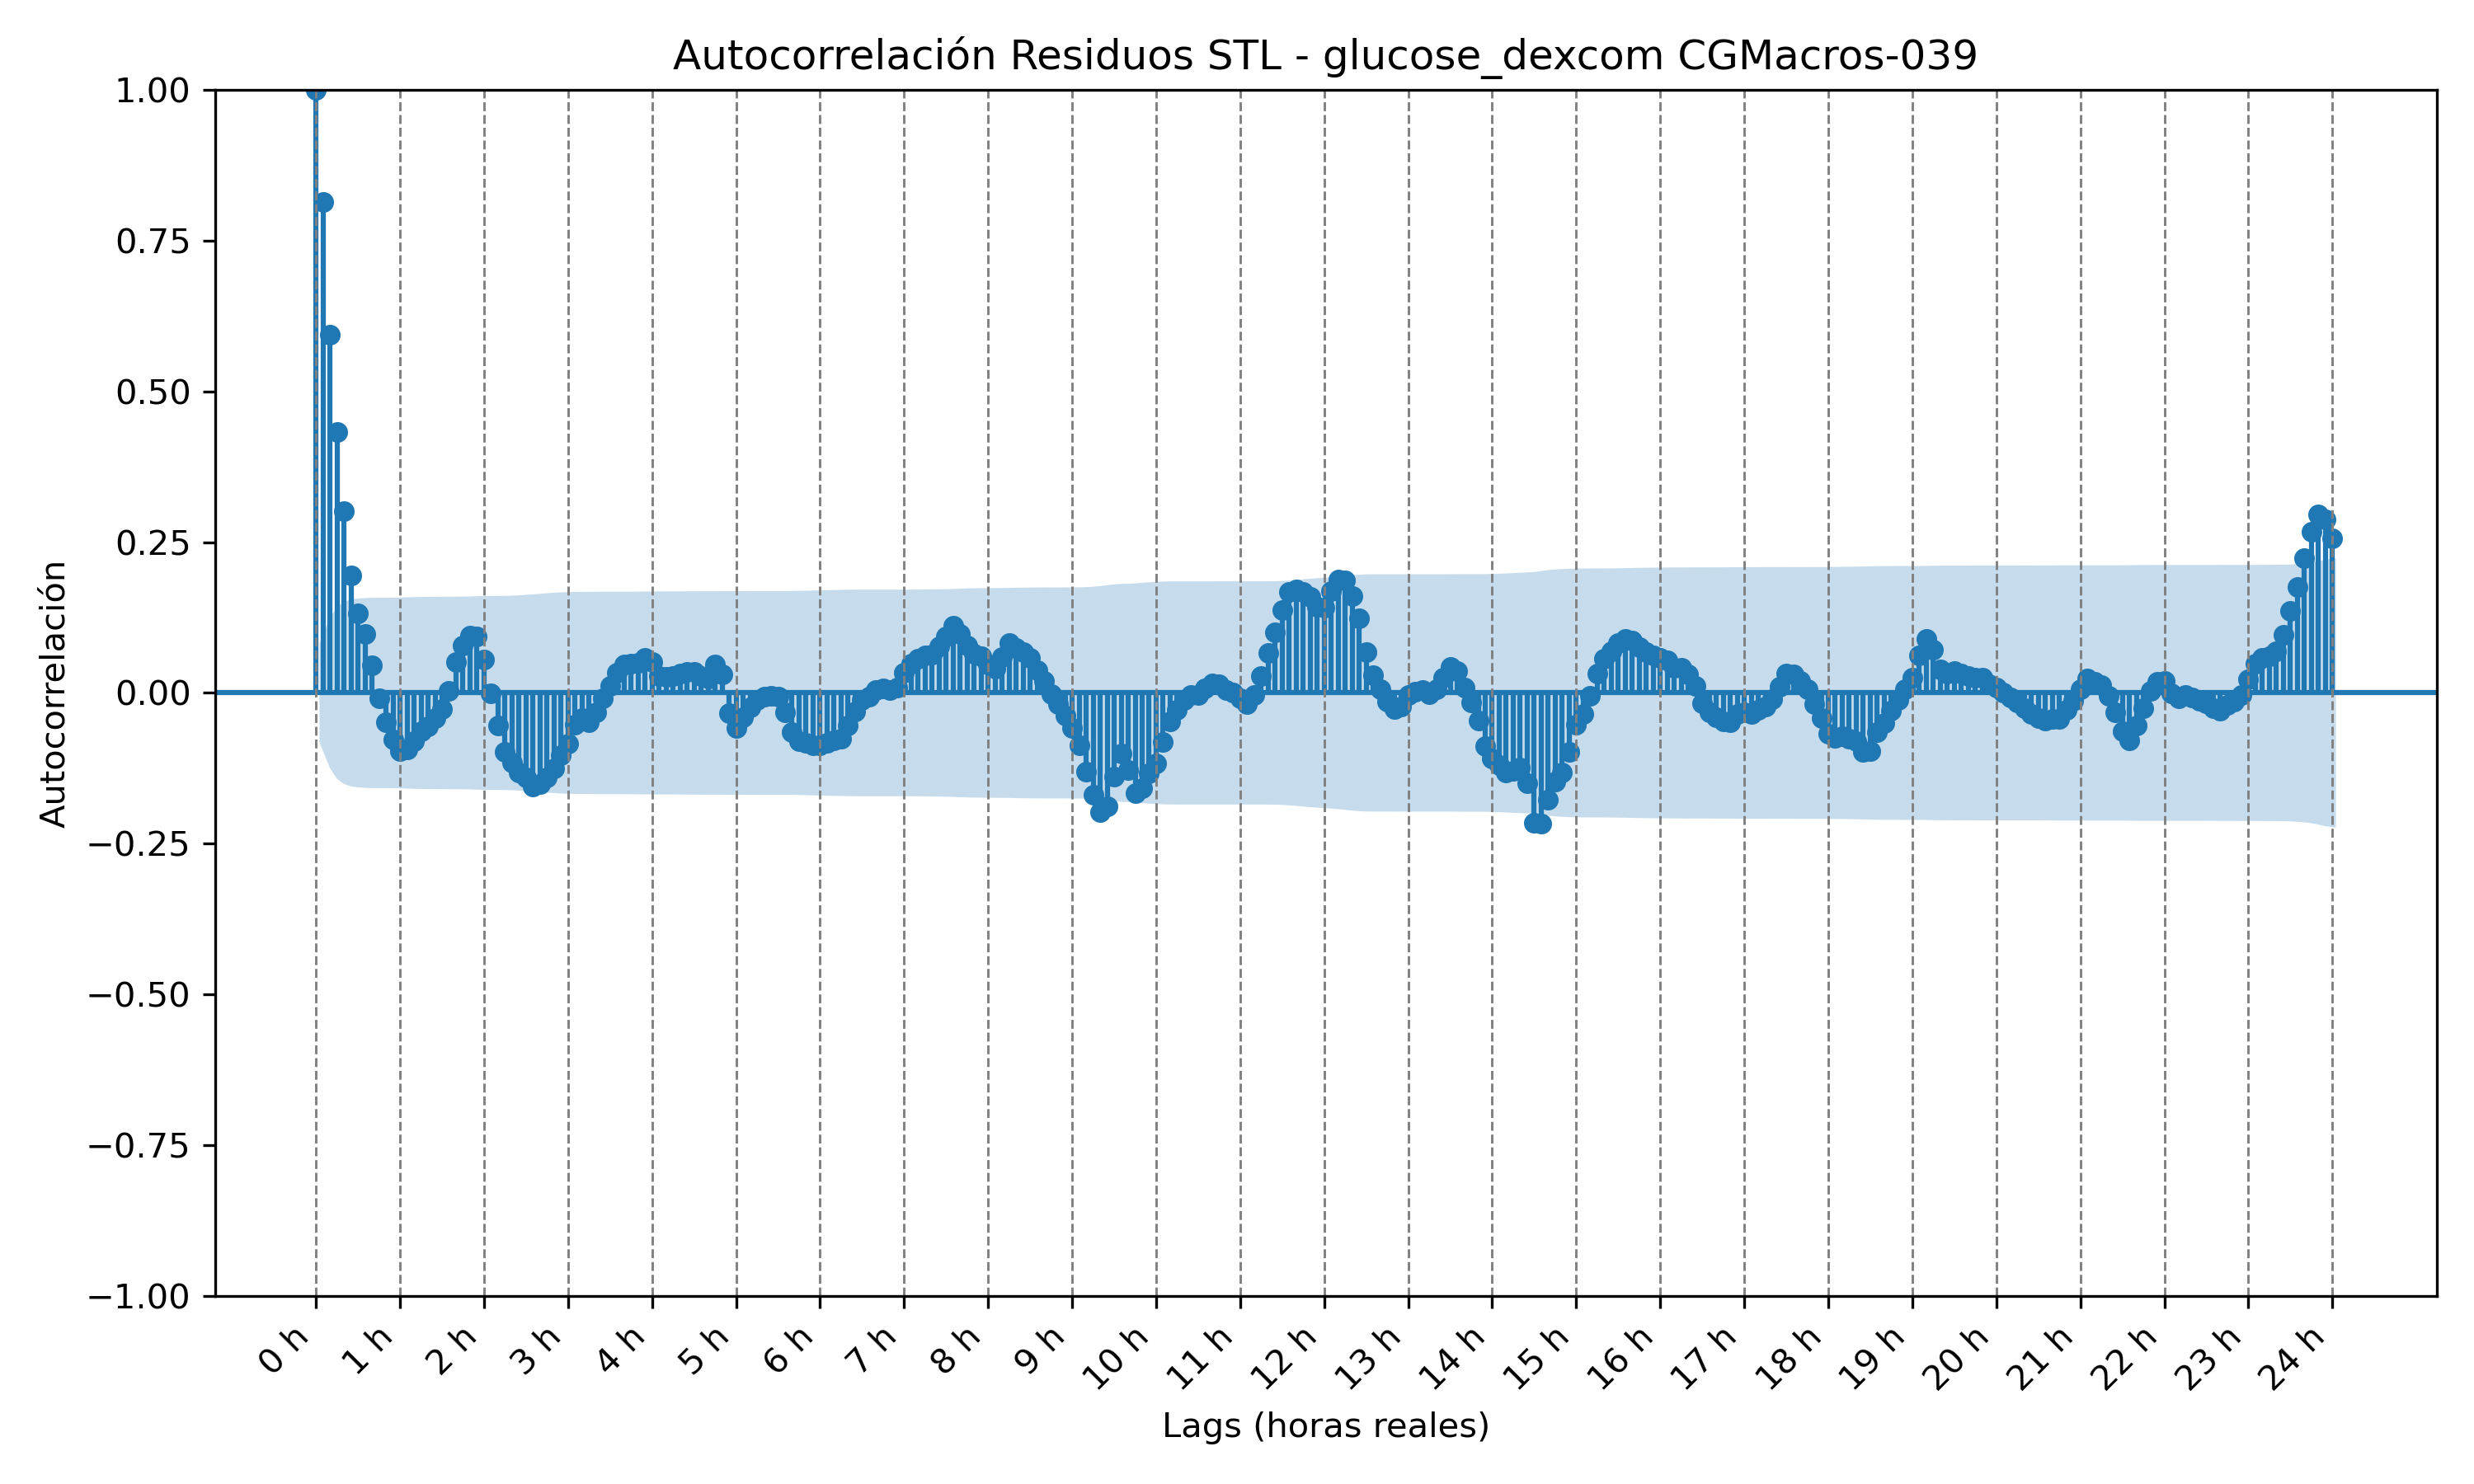 Autocorrelación Residuos STL - glucose_dexcom CGMacros-039
Autocorrelación
1.00
0.75
0.50
0.25
0.00
−0.25
−0.50
−0.75
−1.00
0 h
1 h
2 h
3 h
4 h
5 h
6 h
7 h
8 h
9 h
10 h
11 h
12 h
13 h
14 h
15 h
16 h
17 h
18 h
19 h
20 h
21 h
22 h
23 h
24 h
Lags (horas reales)